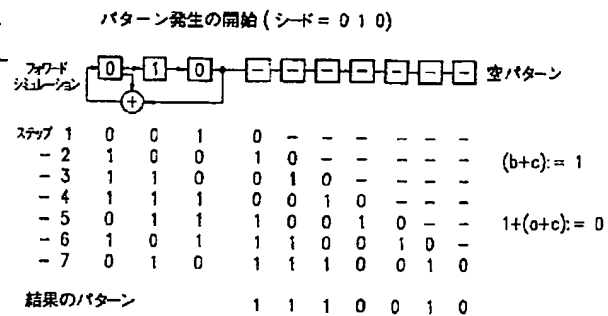 パターン発生の開始 ( シード = 0 1 0)
フォワード シミュレーション 0 1 0 – – – – – – – 空パターン
+
ステップ 1 0 0 1 0 – – – – – –
– 2 1 0 0 1 0 – – – – – (b+c):= 1
– 3 1 1 0 0 1 0 – – – –
– 4 1 1 1 0 0 1 0 – – –
– 5 0 1 1 1 0 0 1 0 – – 1+(a+c):= 0
– 6 1 0 1 1 1 0 0 1 0 –
– 7 0 1 0 1 1 1 0 0 1 0
結果のパターン 1 1 1 0 0 1 0